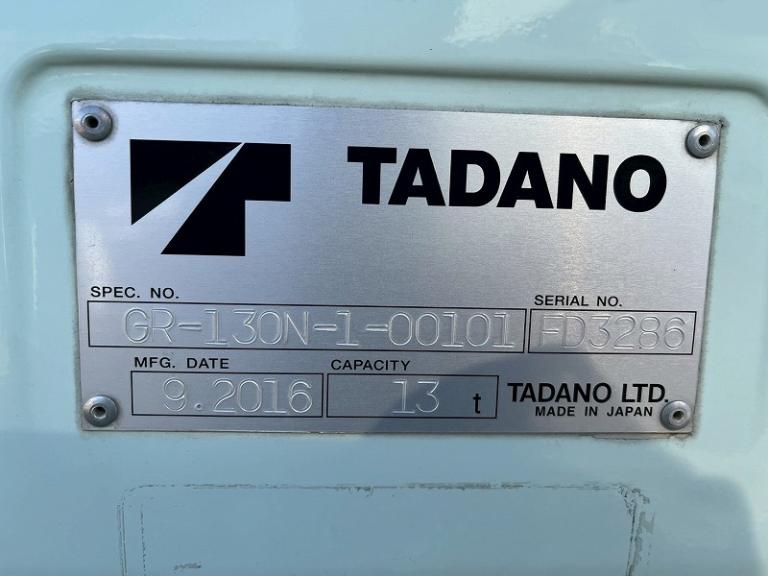 TADANO
SPEC. NO.
SERIAL NO.
GR-130N-1-00101
FD3286
MFG. DATE
CAPACITY
9.2016
13 t
TADANO LTD.
MADE IN JAPAN